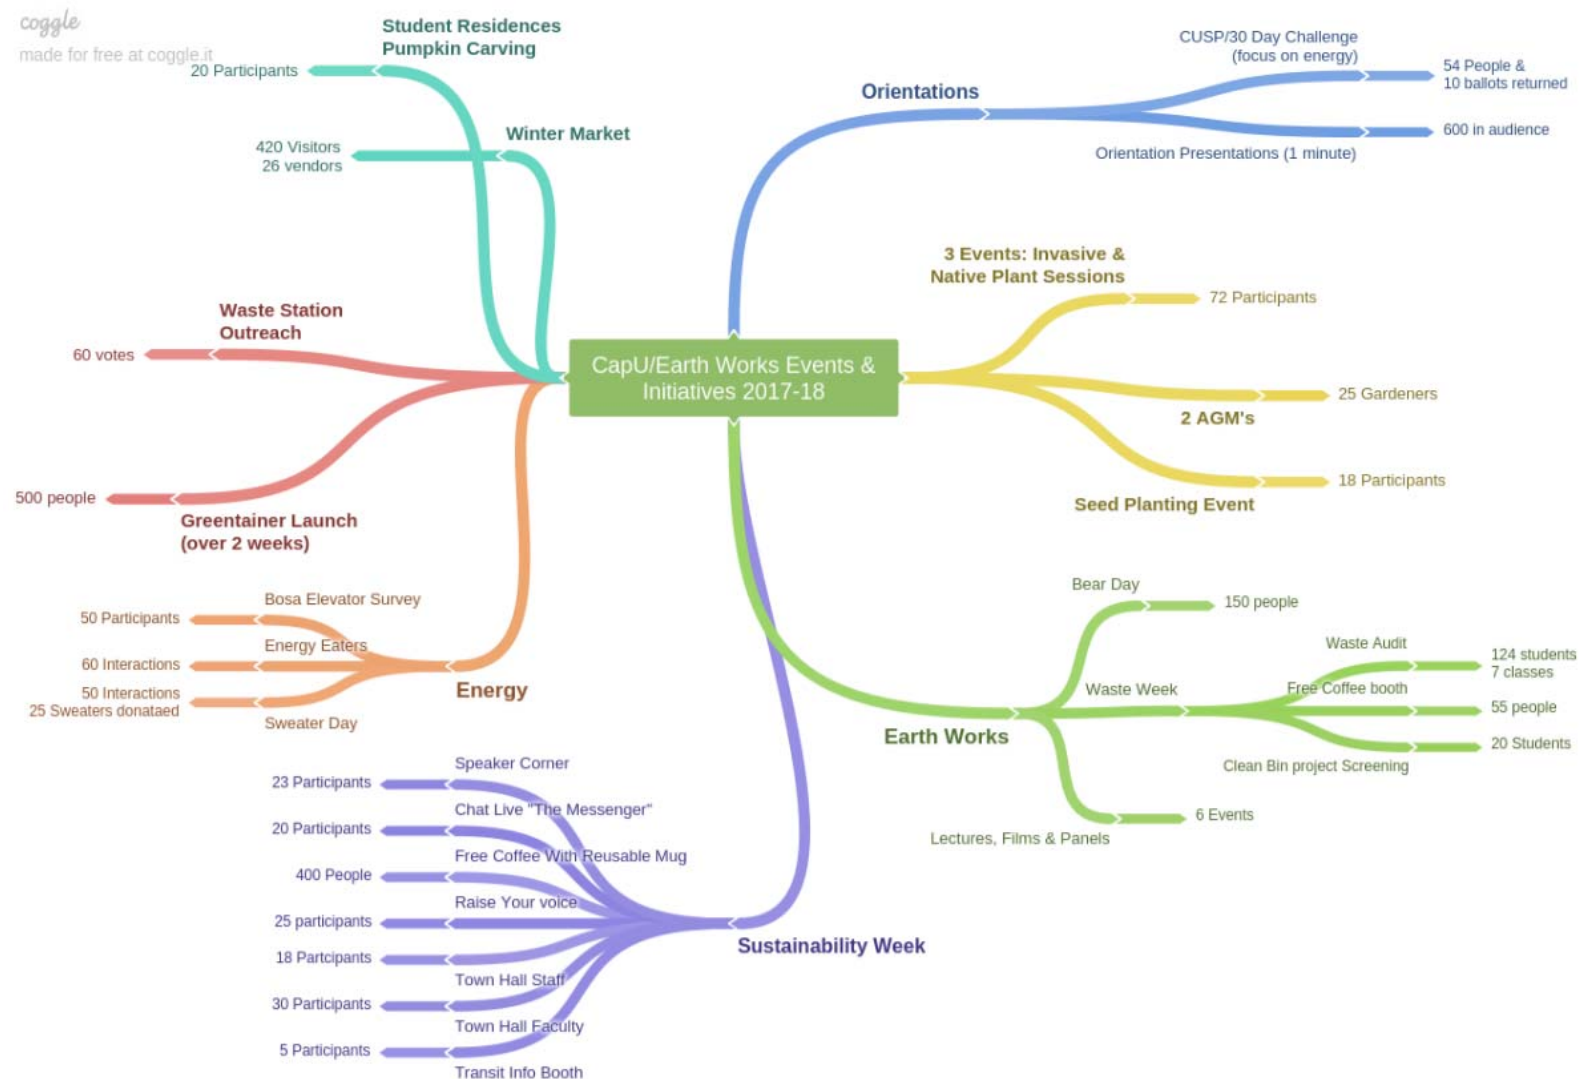 coggle
made for free at coggle.it
Student Residences
Pumpkin Carving
20 Participants
Winter Market
420 Visitors
26 vendors
Waste Station
Outreach
60 votes
500 people
Greentainer Launch
(over 2 weeks)
Bosa Elevator Survey
50 Participants
Energy Eaters
60 Interactions
50 Interactions
25 Sweaters donataed
Sweater Day
Energy
CapU/Earth Works Events &
Initiatives 2017-18
Orientations
CUSP/30 Day Challenge
(focus on energy)
54 People &
10 ballots returned
600 in audience
Orientation Presentations (1 minute)
3 Events: Invasive &
Native Plant Sessions
72 Participants
25 Gardeners
2 AGM's
18 Participants
Seed Planting Event
Bear Day
150 people
Waste Audit
124 students
7 classes
Waste Week
Free Coffee booth
55 people
20 Students
Clean Bin project Screening
Earth Works
6 Events
Lectures, Films & Panels
Speaker Corner
23 Participants
Chat Live "The Messenger"
20 Participants
Free Coffee With Reusable Mug
400 People
Raise Your voice
25 participants
18 Partcipants
Town Hall Staff
30 Participants
Town Hall Faculty
5 Participants
Transit Info Booth
Sustainability Week